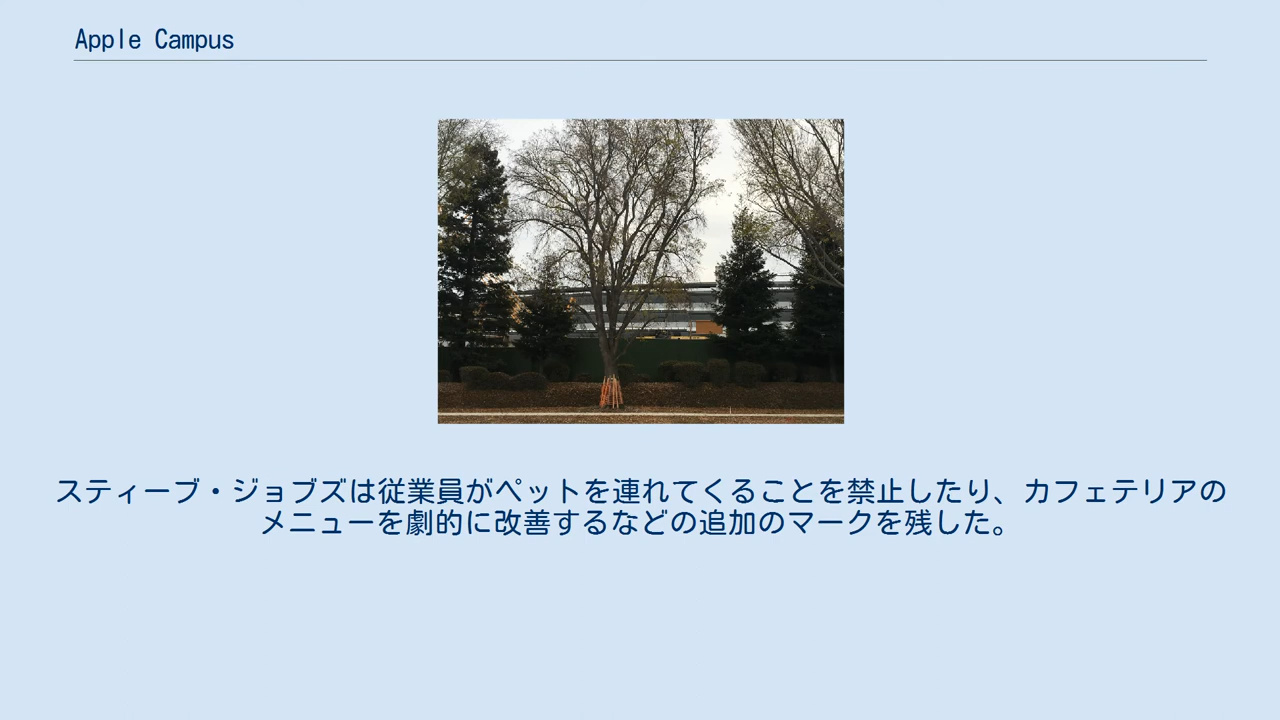 Apple Campus
スティーブ・ジョブズは従業員がペットを連れてくることを禁止したり、カフェテリアの
メニューを劇的に改善するなどの追加のマークを残した。